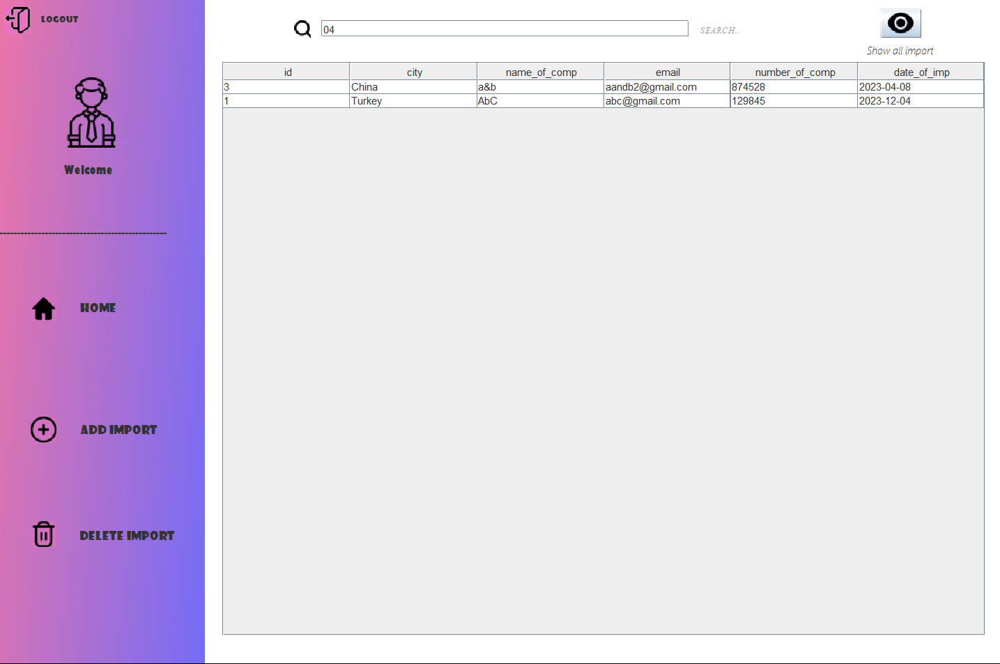 LOGOUT
Welcome
------------------------------------------------
HOME
ADD IMPORT
DELETE IMPORT
04
SEARCH...
Show all import
id city name_of_comp email number_of_comp date_of_imp
3 China a&b aandb2@gmail.com 874528 2023-04-08
1 Turkey AbC abc@gmail.com 129845 2023-12-04